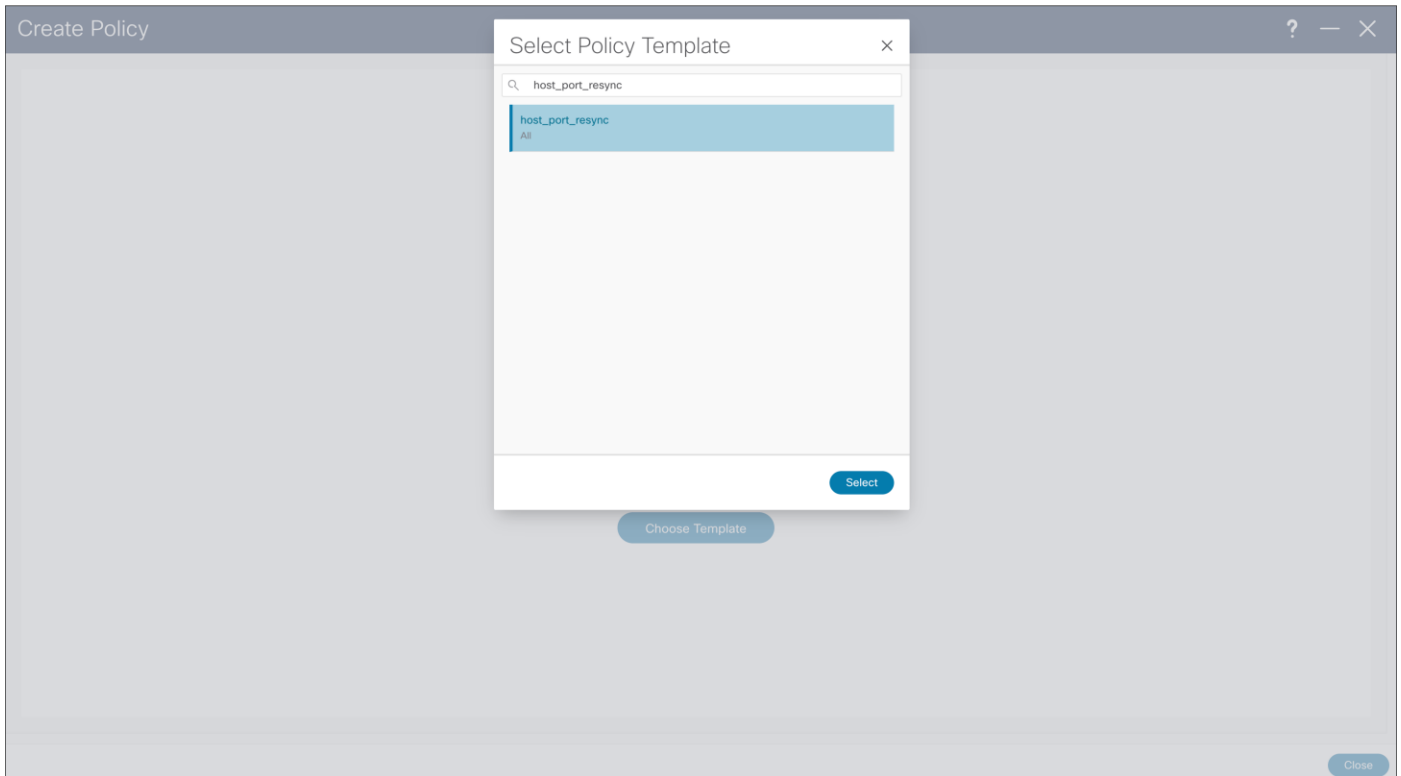 Create Policy
?
Select Policy Template
host_port_resync
host_port_resync
All
Select
Choose Template
Close